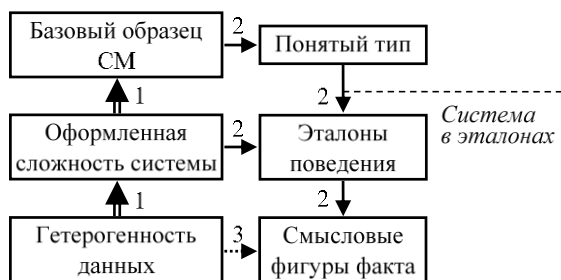 Базовый образец
СМ
2
Понятый тип
1
2
Система
в эталонах
Оформленная
сложность системы
2
Эталоны
поведения
1
2
Гетерогенность
данных
3
Смысловые
фигуры факта